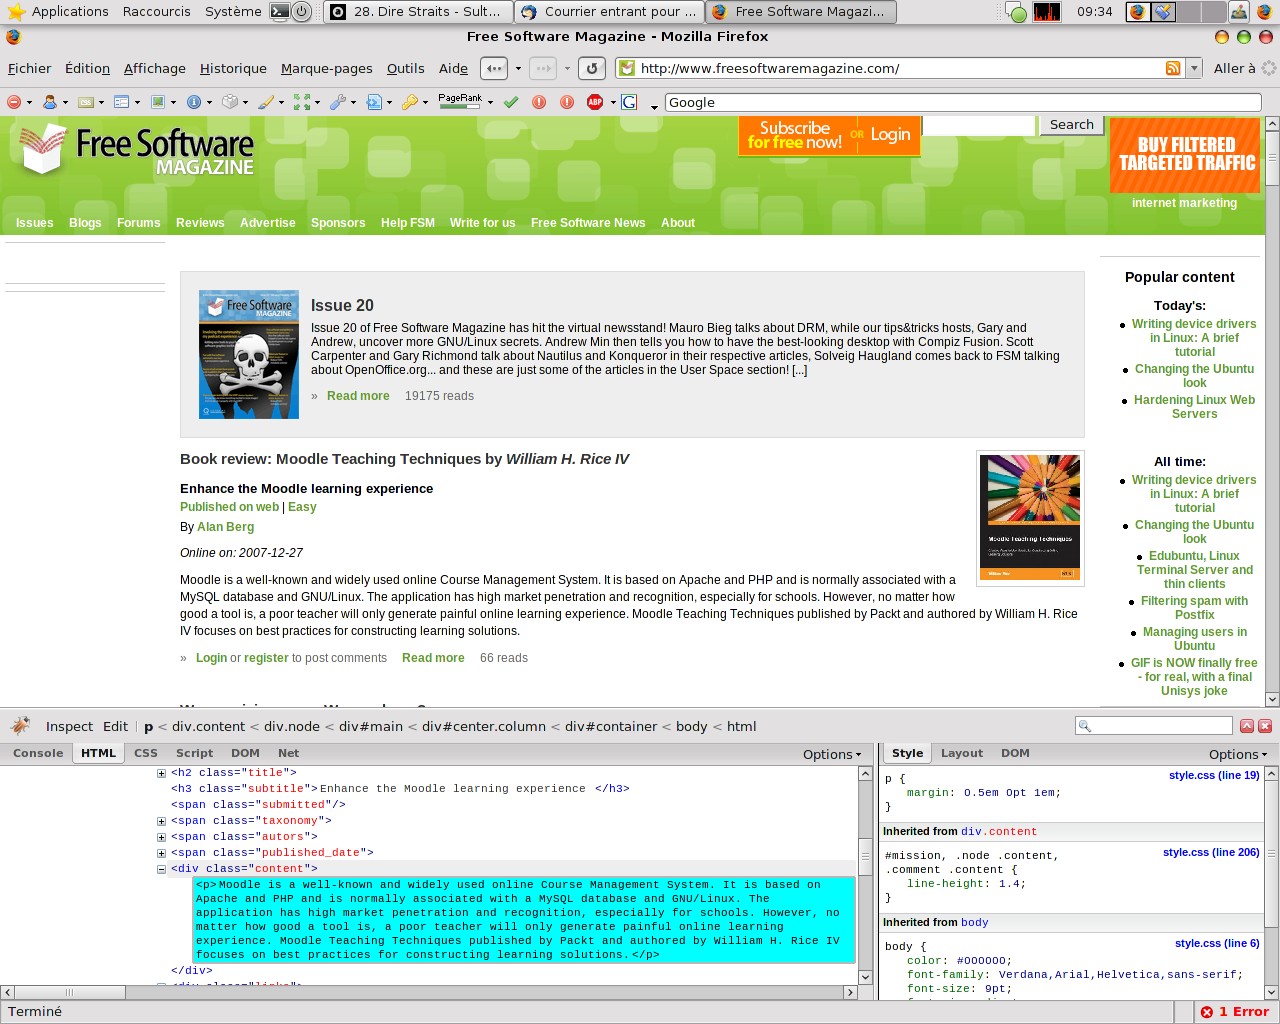 Applications Raccourcis Système 28. Dire Straits - Sult... Courrier entrant pour ... Free Software Magazi... 09:34
Free Software Magazine - Mozilla Firefox
Fichier Édition Affichage Historique Marque-pages Outils Aide http://www.freesoftwaremagazine.com/ Aller à
PageRank ABP G Google
Free Software MAGAZINE
Subscribe for free now! OR Login Search
BUY FILTERED TARGETED TRAFFIC
internet marketing
Issues Blogs Forums Reviews Advertise Sponsors Help FSM Write for us Free Software News About
Free Software MAGAZINE
Issue 20
Issue 20 of Free Software Magazine has hit the virtual newsstand! Mauro Bieg talks about DRM, while our tips&tricks hosts, Gary and
Andrew, uncover more GNU/Linux secrets. Andrew Min then tells you how to have the best-looking desktop with Compiz Fusion. Scott
Carpenter and Gary Richmond talk about Nautilus and Konqueror in their respective articles, Solveig Haugland comes back to FSM talking
about OpenOffice.org... and these are just some of the articles in the User Space section! [...]
» Read more 19175 reads
Book review: Moodle Teaching Techniques by William H. Rice IV
Enhance the Moodle learning experience
Published on web | Easy
By Alan Berg
Online on: 2007-12-27
Moodle Teaching Techniques
Moodle is a well-known and widely used online Course Management System. It is based on Apache and PHP and is normally associated with a
MySQL database and GNU/Linux. The application has high market penetration and recognition, especially for schools. However, no matter how
good a tool is, a poor teacher will only generate painful online learning experience. Moodle Teaching Techniques published by Packt and authored by William H. Rice
IV focuses on best practices for constructing learning solutions.
» Login or register to post comments Read more 66 reads
Popular content
Today's:
Writing device drivers
in Linux: A brief
tutorial
Changing the Ubuntu
look
Hardening Linux Web
Servers
All time:
Writing device drivers
in Linux: A brief
tutorial
Changing the Ubuntu
look
Edubuntu, Linux
Terminal Server and
thin clients
Filtering spam with
Postfix
Managing users in
Ubuntu
GIF is NOW finally free
- for real, with a final
Unisys joke
Inspect Edit p < div.content < div.node < div#main < div#center.column < div#container < body < html
Console HTML CSS Script DOM Net Options
<h2 class="title">
<h3 class="subtitle">Enhance the Moodle learning experience </h3>
<span class="submitted"/>
<span class="taxonomy">
<span class="autors">
<span class="published_date">
<div class="content">
<p>Moodle is a well-known and widely used online Course Management System. It is based on
Apache and PHP and is normally associated with a MySQL database and GNU/Linux. The
application has high market penetration and recognition, especially for schools. However, no
matter how good a tool is, a poor teacher will only generate painful online learning
experience. Moodle Teaching Techniques published by Packt and authored by William H. Rice IV
focuses on best practices for constructing learning solutions.</p>
</div>
<div class="links">
Style Layout DOM Options
p { style.css (line 19)
margin: 0.5em 0pt 1em;
}
Inherited from div.content
#mission, .node .content, style.css (line 206)
.comment .content {
line-height: 1.4;
}
Inherited from body
body { style.css (line 6)
color: #000000;
font-family: Verdana,Arial,Helvetica,sans-serif;
font-size: 9pt;
Terminé 1 Error